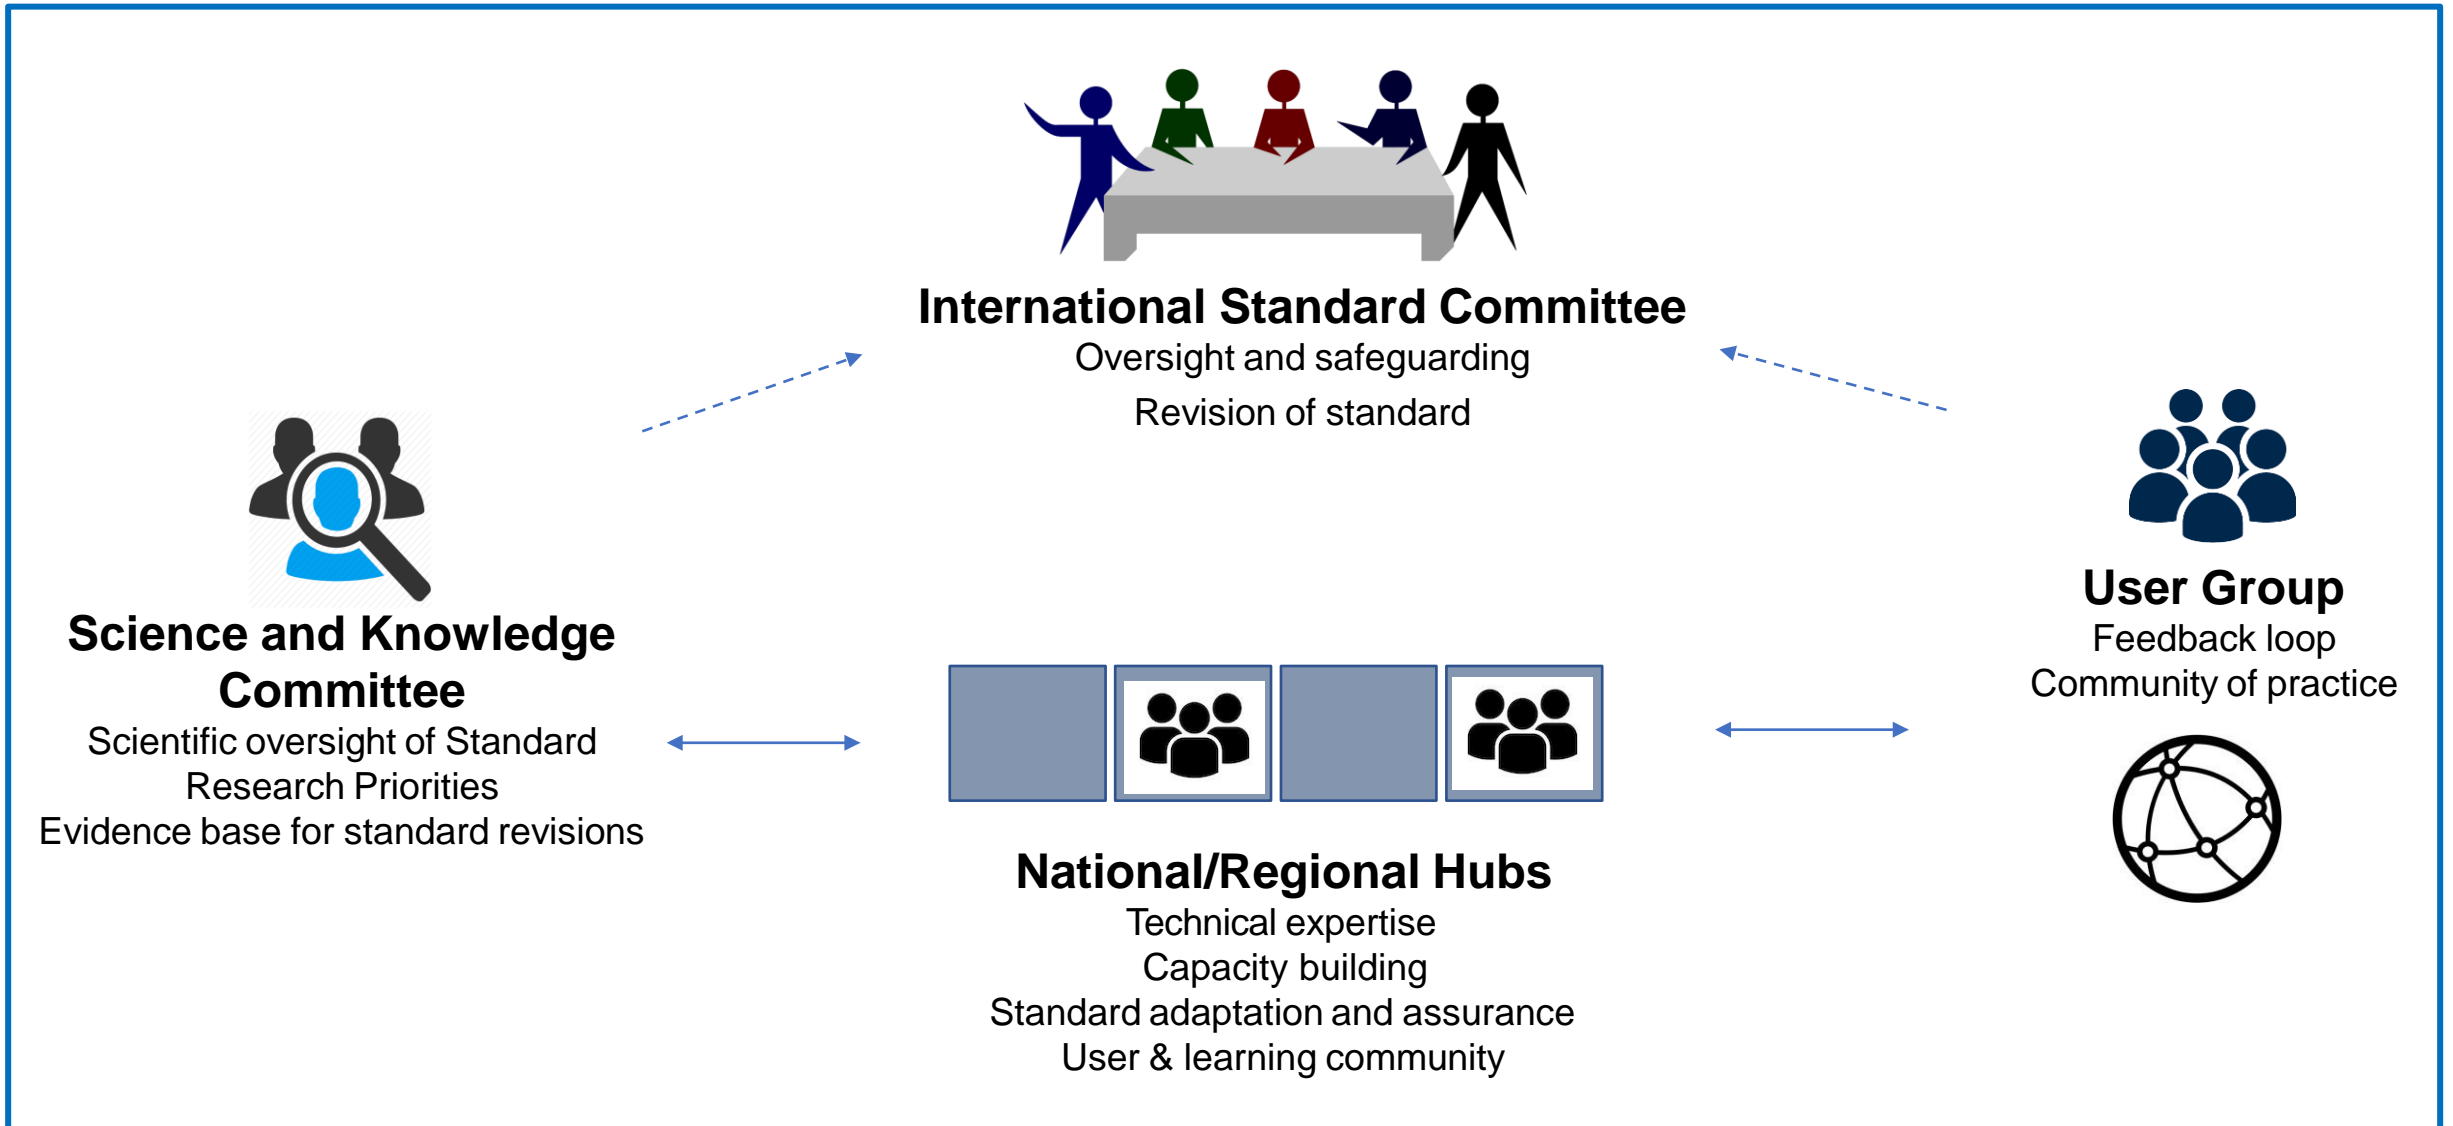 International Standard Committee
Oversight and safeguarding
Revision of standard
Science and Knowledge
Committee
Scientific oversight of Standard
Research Priorities
Evidence base for standard revisions
User Group
Feedback loop
Community of practice
National/Regional Hubs
Technical expertise
Capacity building
Standard adaptation and assurance
User & learning community